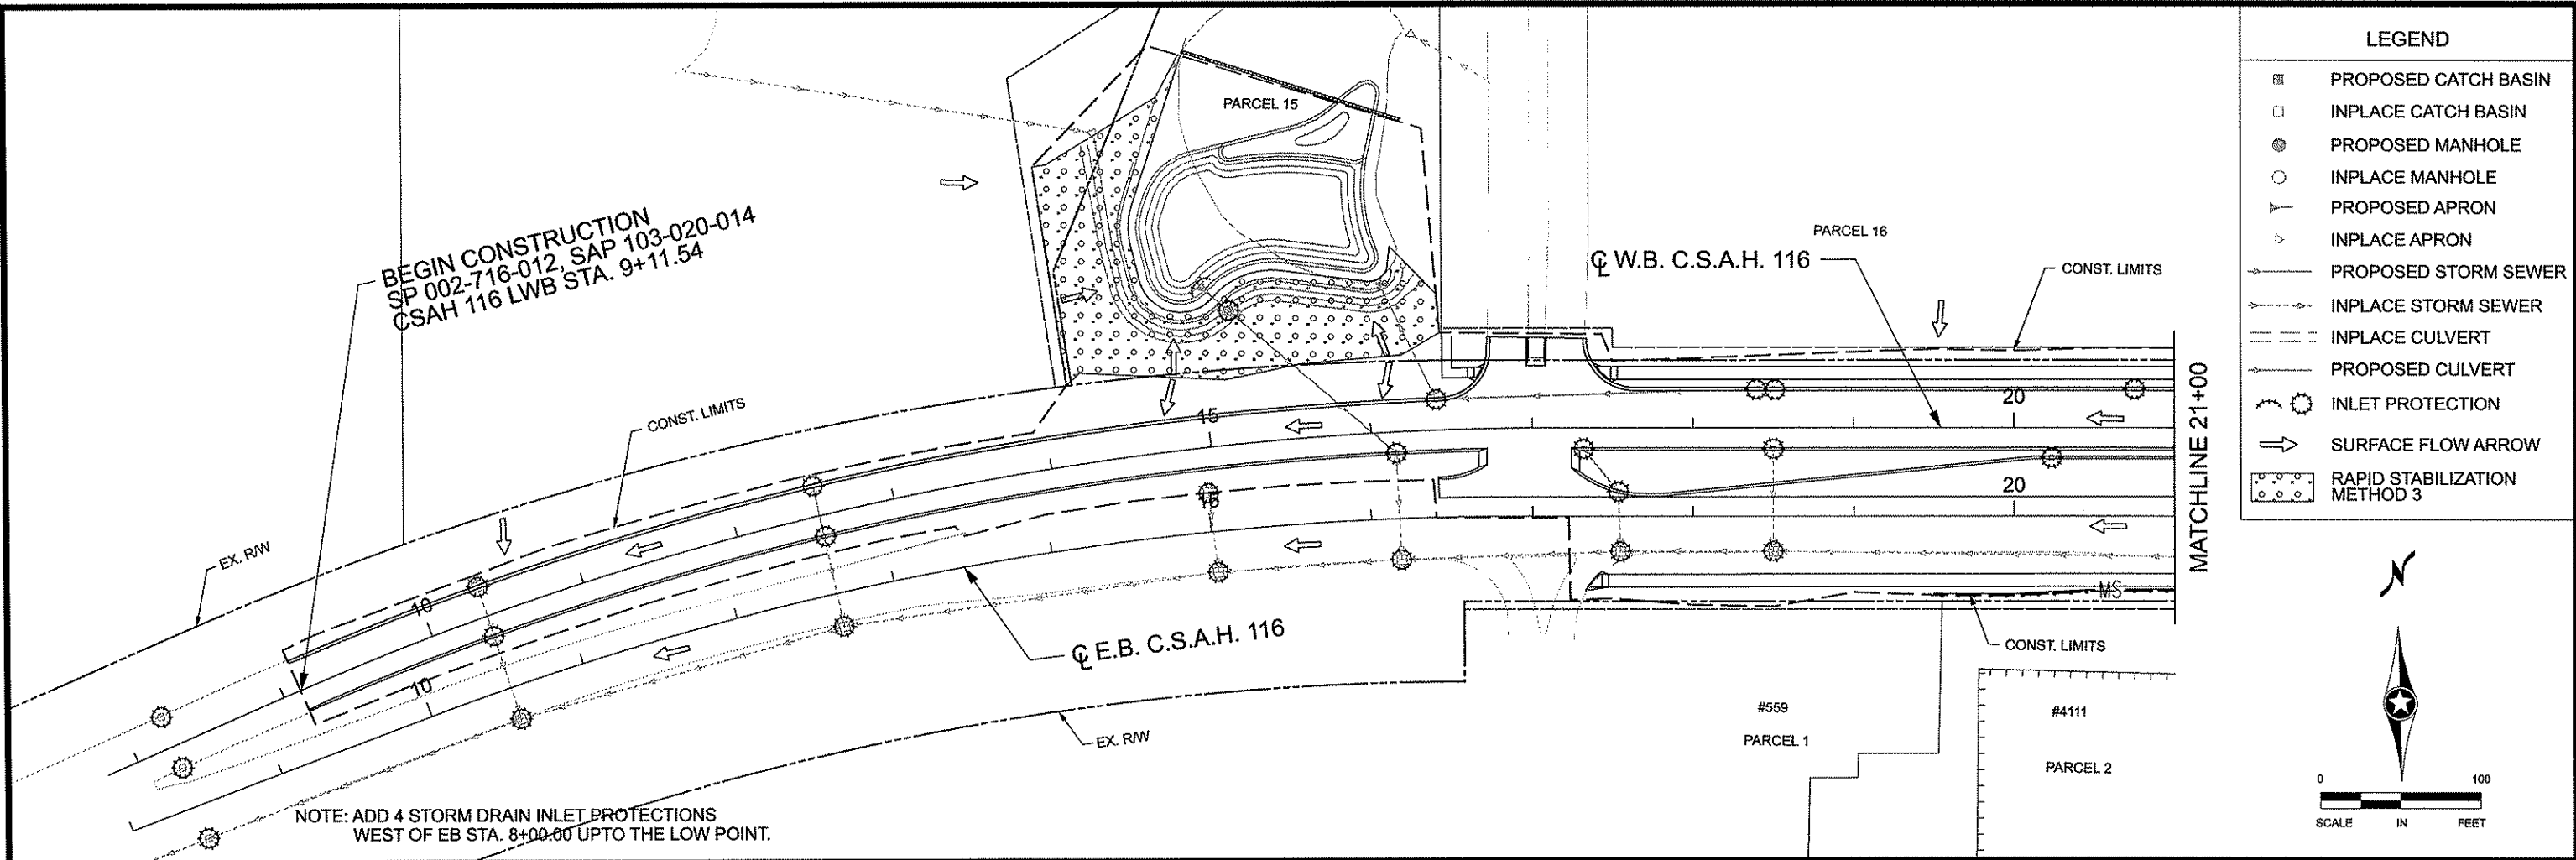 BEGIN CONSTRUCTION
SP 002-716-012, SAP 103-020-014
CSAH 116 LWB STA. 9+11.54
PARCEL 15
PARCEL 16
℄ W.B. C.S.A.H. 116
CONST. LIMITS
CONST. LIMITS
EX. R/W
15
20
10
15
20
10
MATCHLINE 21+00
MS
℄ E.B. C.S.A.H. 116
CONST. LIMITS
EX. R/W
#559
PARCEL 1
#4111
PARCEL 2
NOTE: ADD 4 STORM DRAIN INLET PROTECTIONS
WEST OF EB STA. 8+00.00 UPTO THE LOW POINT.
LEGEND
PROPOSED CATCH BASIN
INPLACE CATCH BASIN
PROPOSED MANHOLE
INPLACE MANHOLE
PROPOSED APRON
INPLACE APRON
PROPOSED STORM SEWER
INPLACE STORM SEWER
INPLACE CULVERT
PROPOSED CULVERT
INLET PROTECTION
SURFACE FLOW ARROW
RAPID STABILIZATION
METHOD 3
N
0 100
SCALE IN FEET